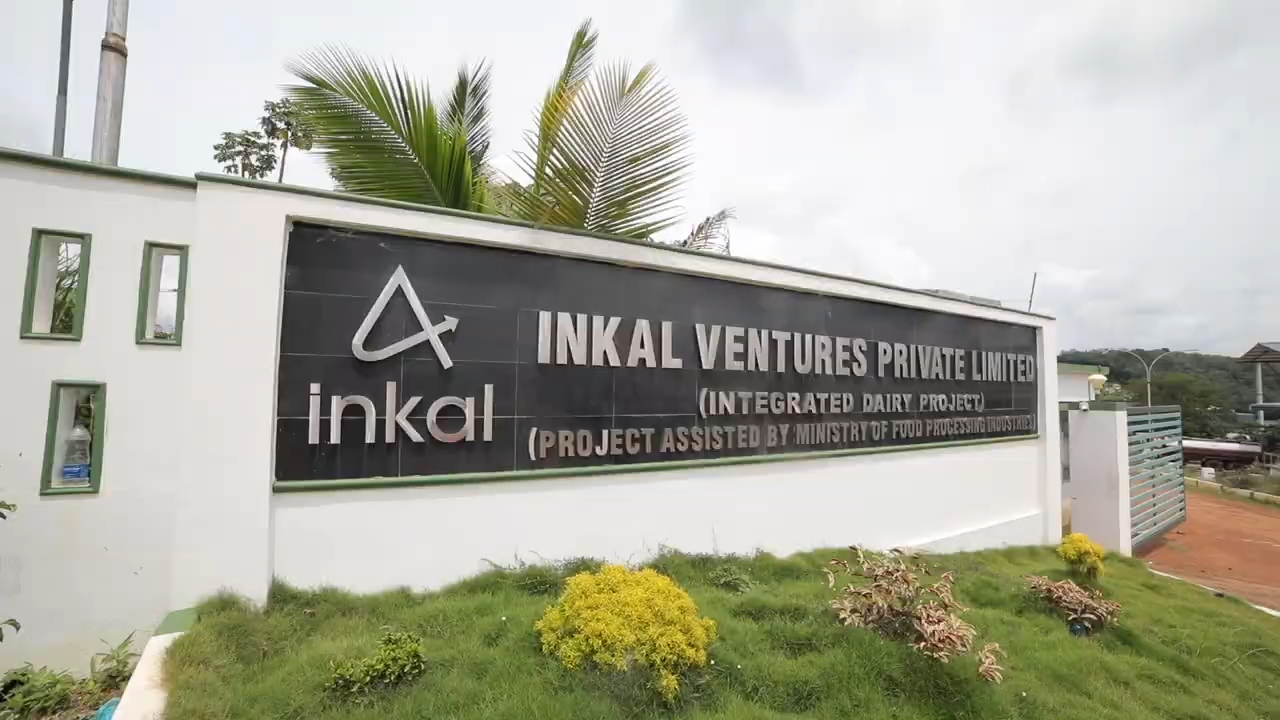 inkal
INKAL VENTURES PRIVATE LIMITED
(INTEGRATED DAIRY PROJECT)
(PROJECT ASSISTED BY MINISTRY OF FOOD PROCESSING INDUSTRIES)